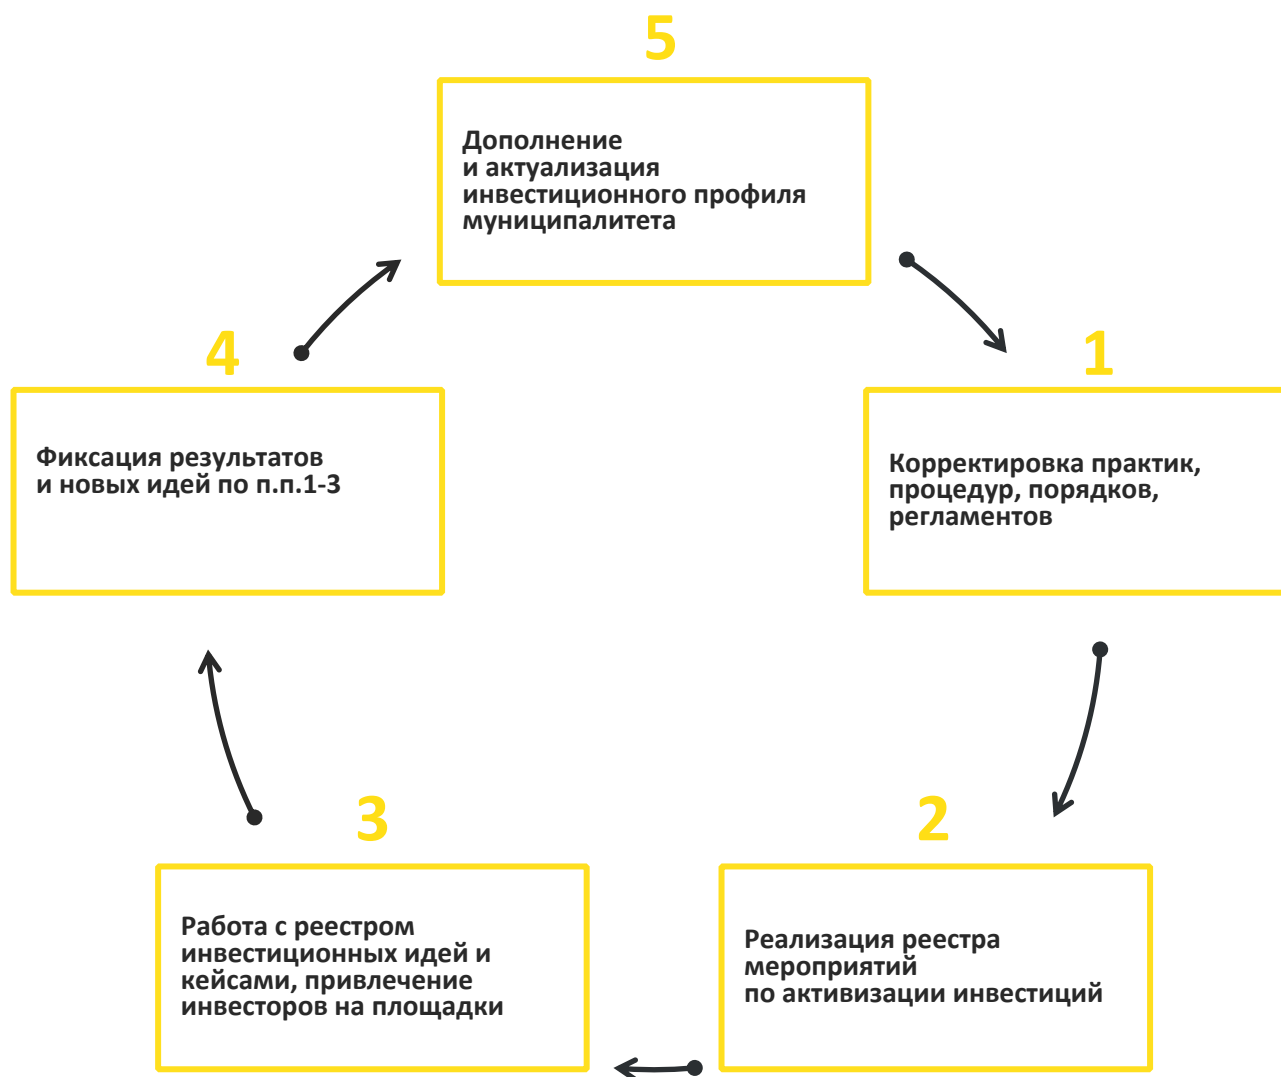 5
Дополнение
и актуализация
инвестиционного профиля
муниципалитета
4
Фиксация результатов
и новых идей по п.п.1-3
1
Корректировка практик,
процедур, порядков,
регламентов
3
Работа с реестром
инвестиционных идей и
кейсами, привлечение
инвесторов на площадки
2
Реализация реестра
мероприятий
по активизации инвестиций